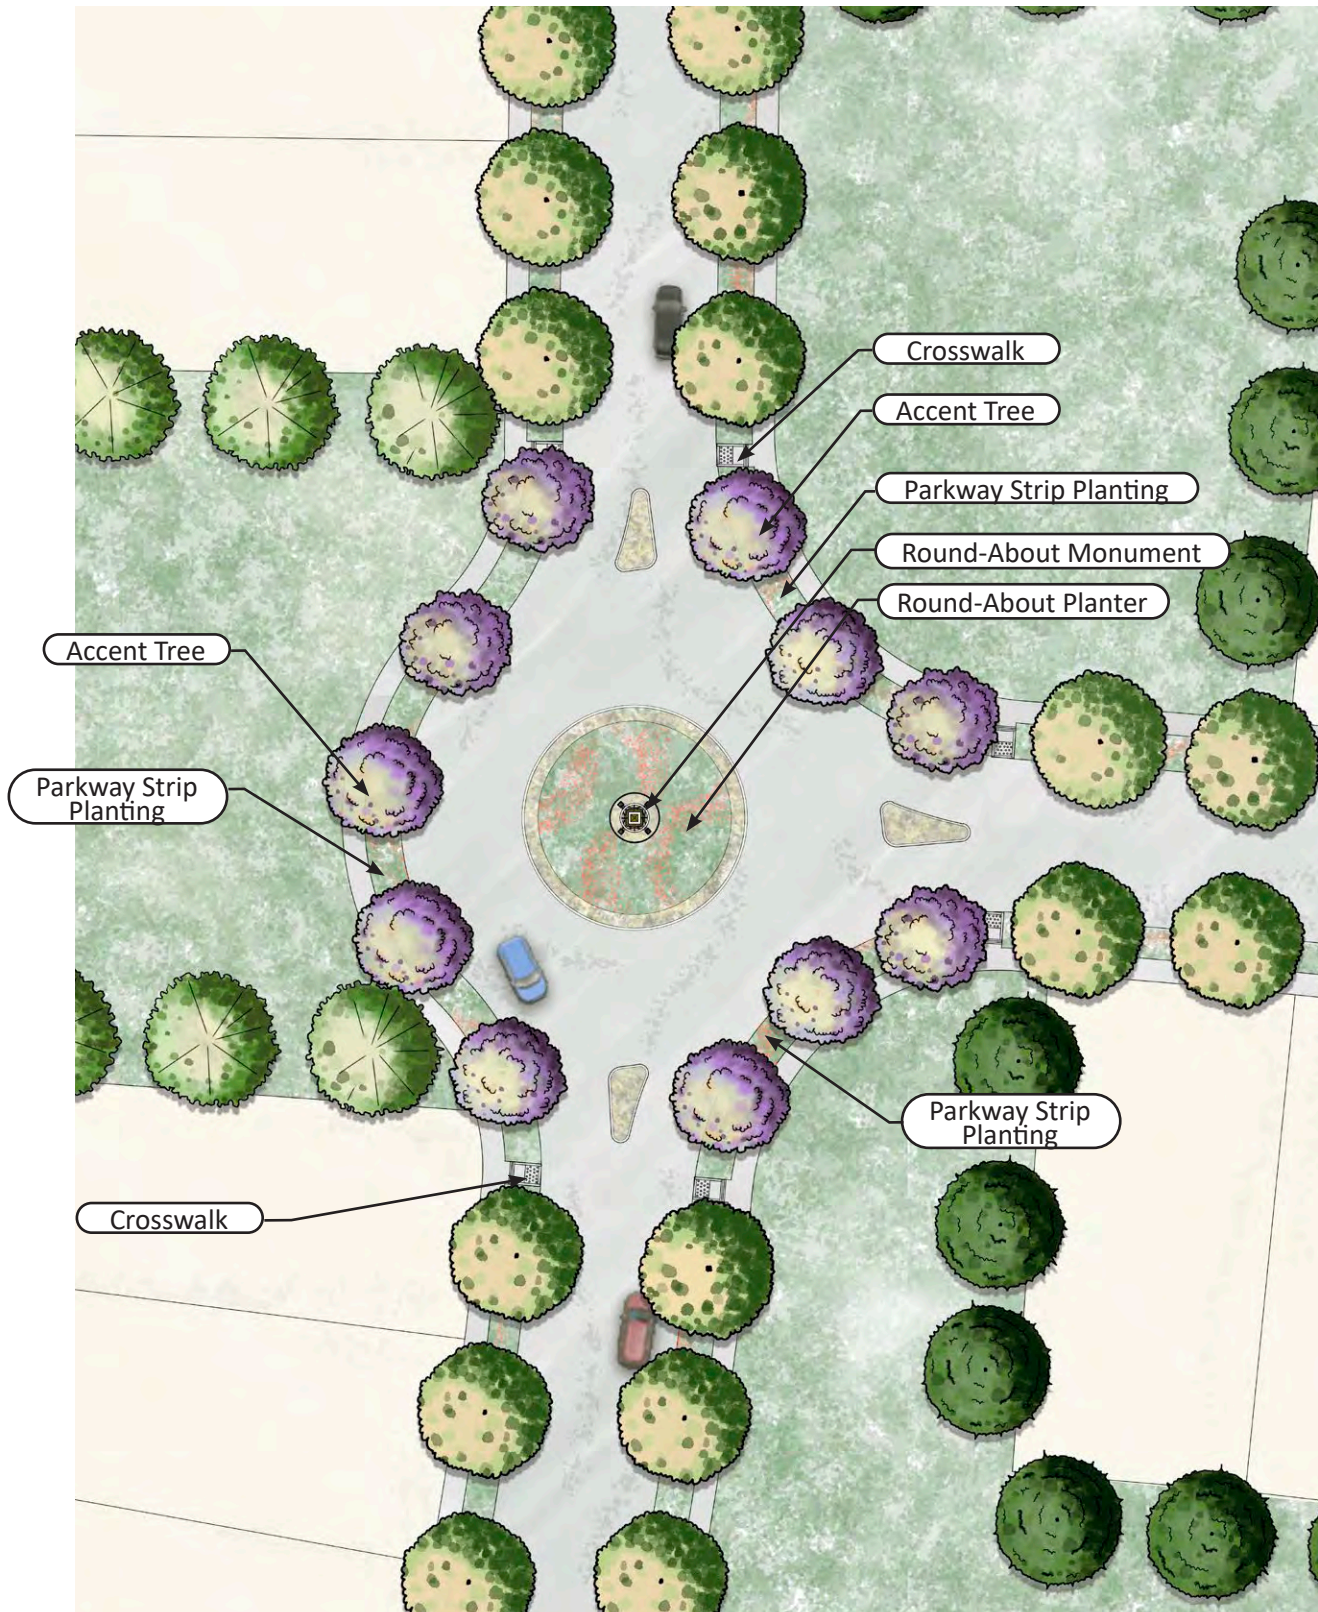 Crosswalk
Accent Tree
Parkway Strip Planting
Round-About Monument
Round-About Planter
Accent Tree
Parkway Strip
Planting
Parkway Strip
Planting
Crosswalk